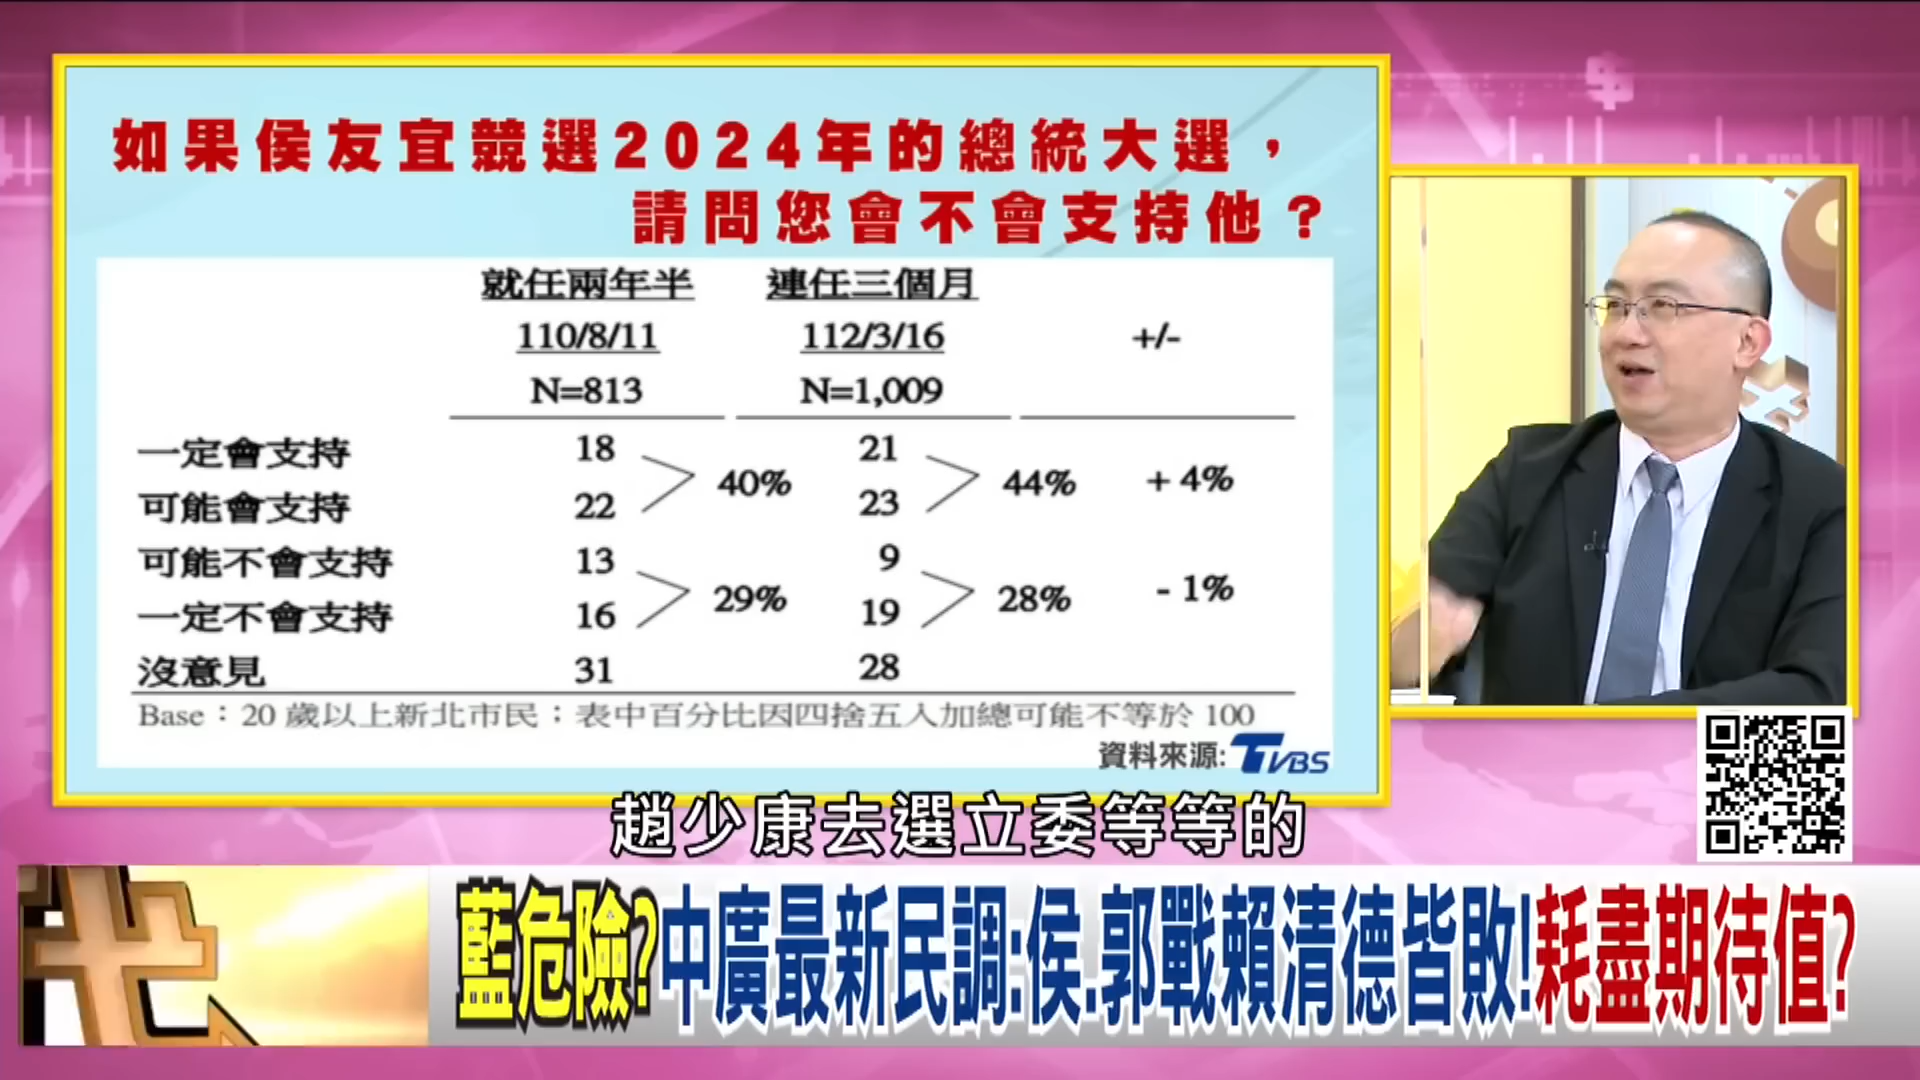 如果侯友宜競選2024年的總統大選，
請問您會不會支持他？
就任兩年半 連任三個月
110/8/11 112/3/16 +/-
N=813 N=1,009
一定會支持 18 21
40% 44% + 4%
可能會支持 22 23
可能不會支持 13 9
29% 28% - 1%
一定不會支持 16 19
沒意見 31 28
Base：20 歲以上新北市民；表中百分比因四捨五入加總可能不等於 100
資料來源: TVBS
趙少康去選立委等等的
藍危險?中廣最新民調:侯.郭戰賴清德皆敗!耗盡期待值?